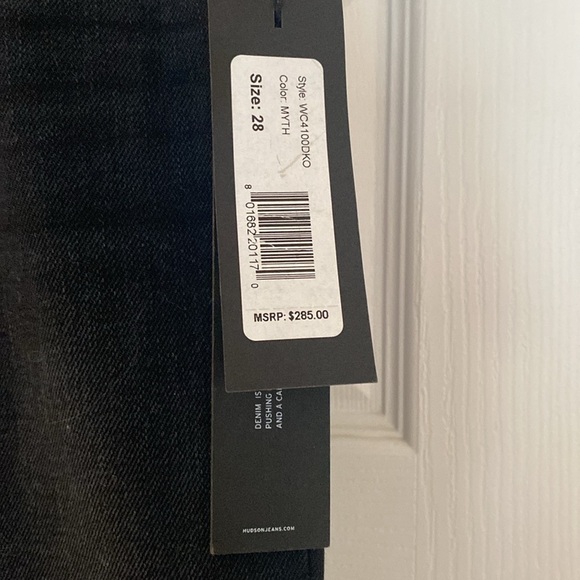 Style: WC4100DKO
Color: MYTH
Size: 28
8 01682 20117 0
MSRP: $285.00
DENIM IS
PUSHING
AND A CA
HUDSONJEANS.COM